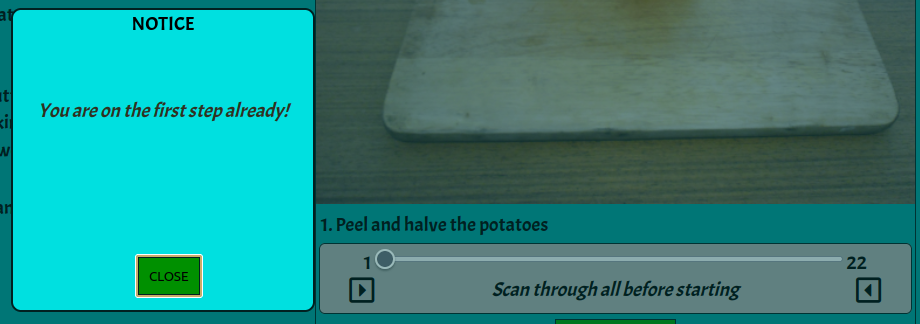 NOTICE
You are on the first step already!
CLOSE
1. Peel and halve the potatoes
1
22
Scan through all before starting